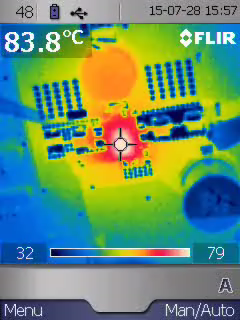 48 15-07-28 15:57
83.8°C FLIR
32 79
A
Menu Man/Auto